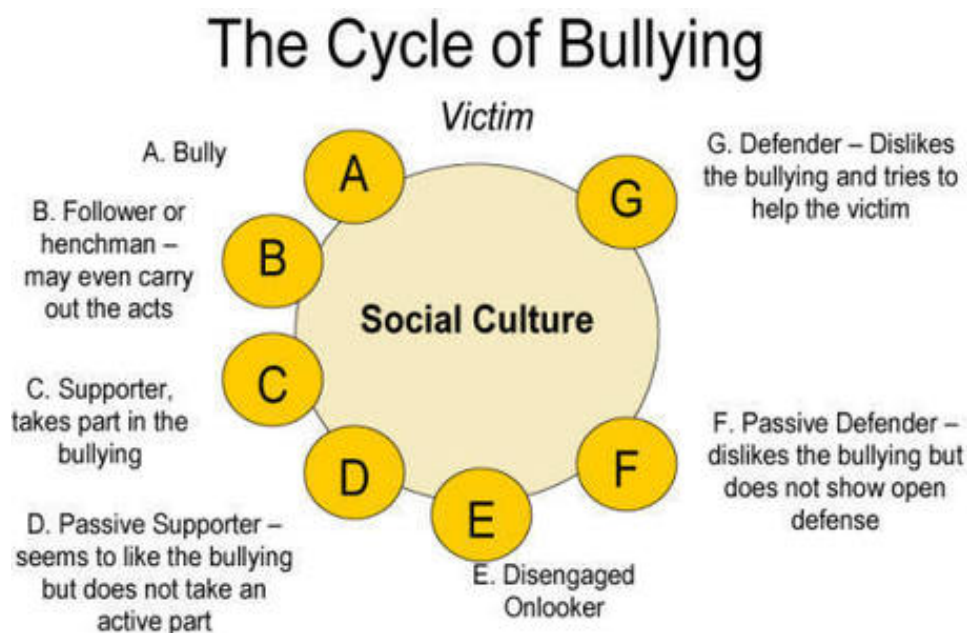 The Cycle of Bullying
Victim
A. Bully
B. Follower or
henchman –
may even carry
out the acts
C. Supporter,
takes part in the
bullying
D. Passive Supporter –
seems to like the bullying
but does not take an
active part
E. Disengaged
Onlooker
F. Passive Defender –
dislikes the bullying but
does not show open
defense
G. Defender – Dislikes
the bullying and tries to
help the victim
A
B
C
D
E
F
G
Social Culture